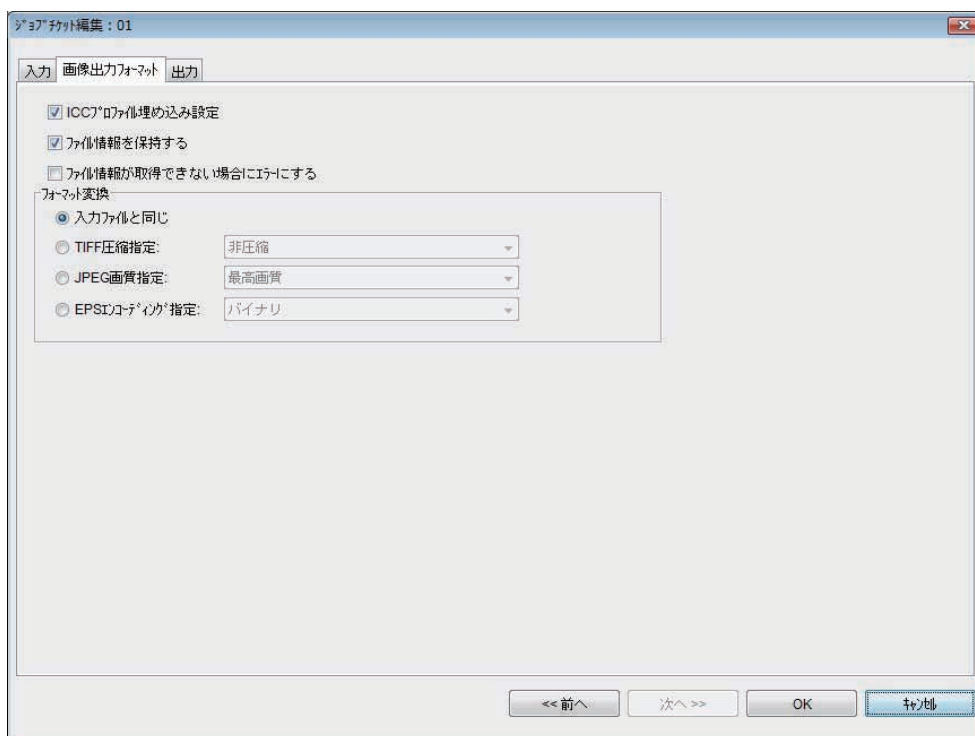 ｼﾞｮﾌﾞﾁｹｯﾄ編集：01
入力 画像出力ﾌｫｰﾏｯﾄ 出力
ICCﾌﾟﾛﾌｧｲﾙ埋め込み設定
ﾌｧｲﾙ情報を保持する
ﾌｧｲﾙ情報が取得できない場合にｴﾗｰにする
ﾌｫｰﾏｯﾄ変換
入力ﾌｧｲﾙと同じ
TIFF圧縮指定: 非圧縮
JPEG画質指定: 最高画質
EPSｴﾝｺｰﾃﾞｨﾝｸﾞ指定: バイナリ
<<前へ 次へ>> OK ｷｬﾝｾﾙ